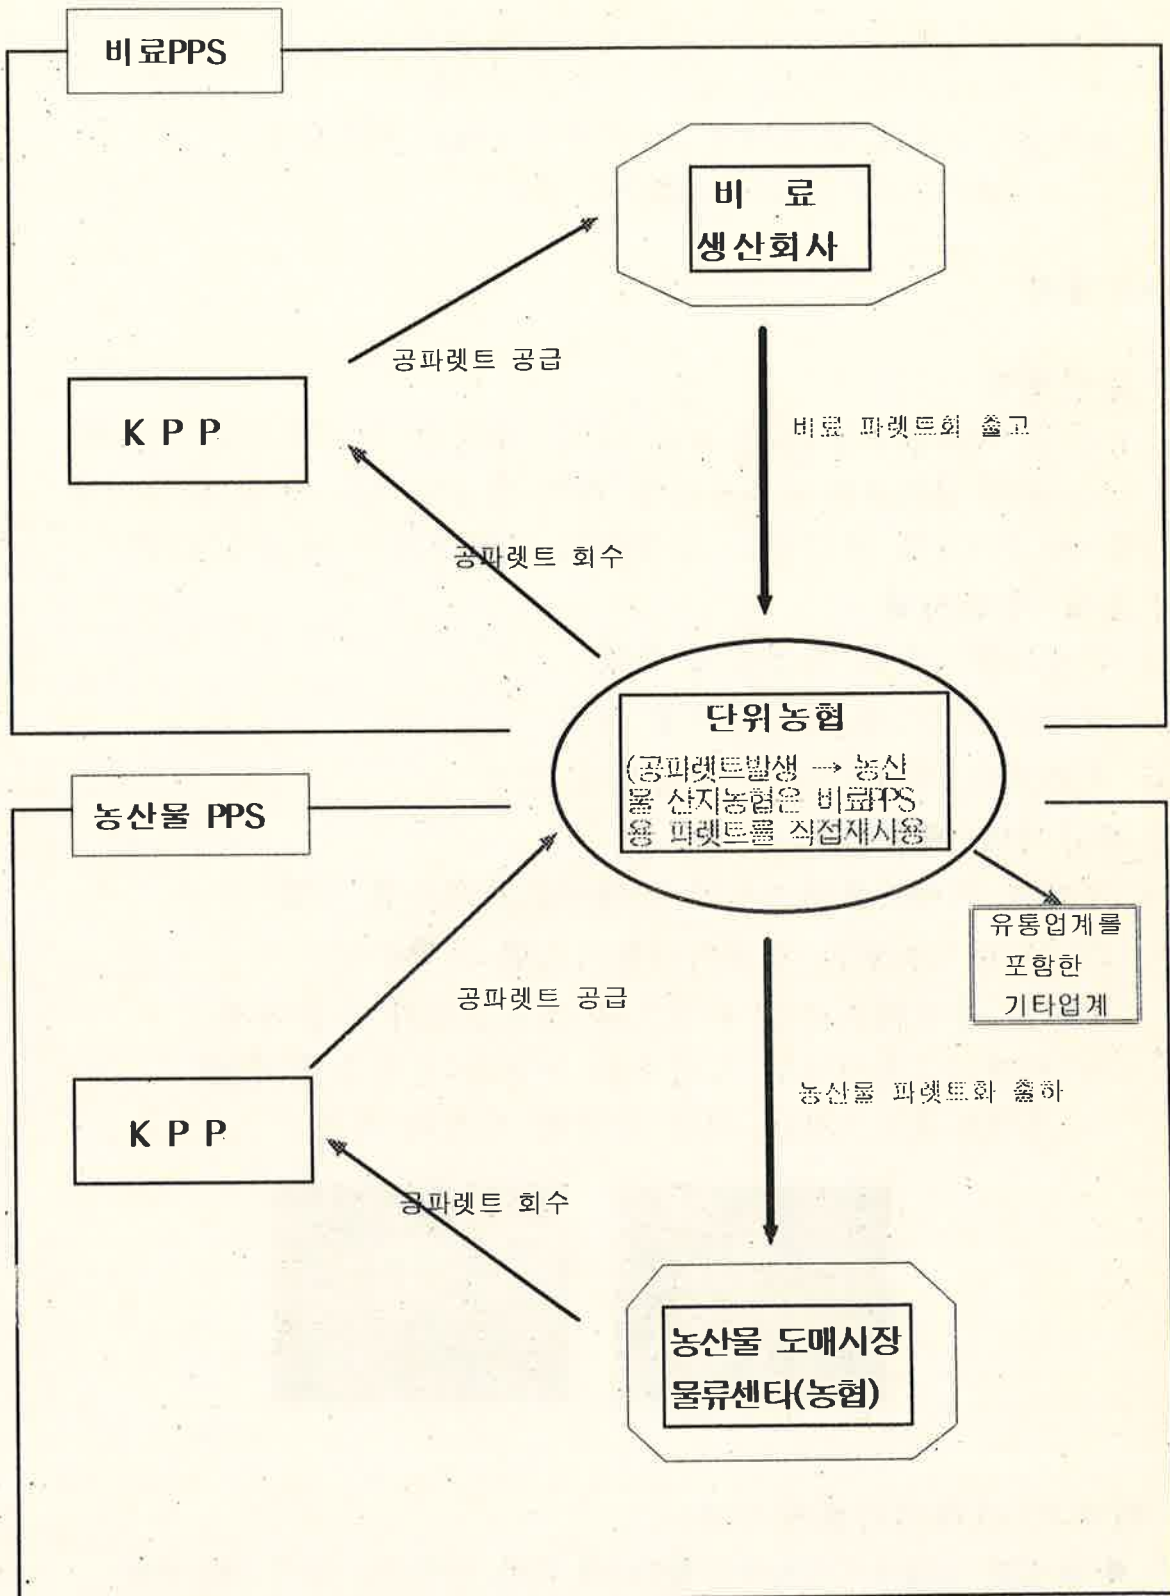 비료PPS
비 료
생산회사
공파렛트 공급
KPP
비료 파렛트화 출고
공파렛트 회수
단위농협
(공파렛트발생 → 농산
물 산지농협은 비료PPS
용 파렛트를 직접재사용
농산물 PPS
유통업계를
포함한
기타업계
공파렛트 공급
농산물 파렛트화 출하
KPP
공파렛트 회수
농산물 도매시장
물류센타(농협)